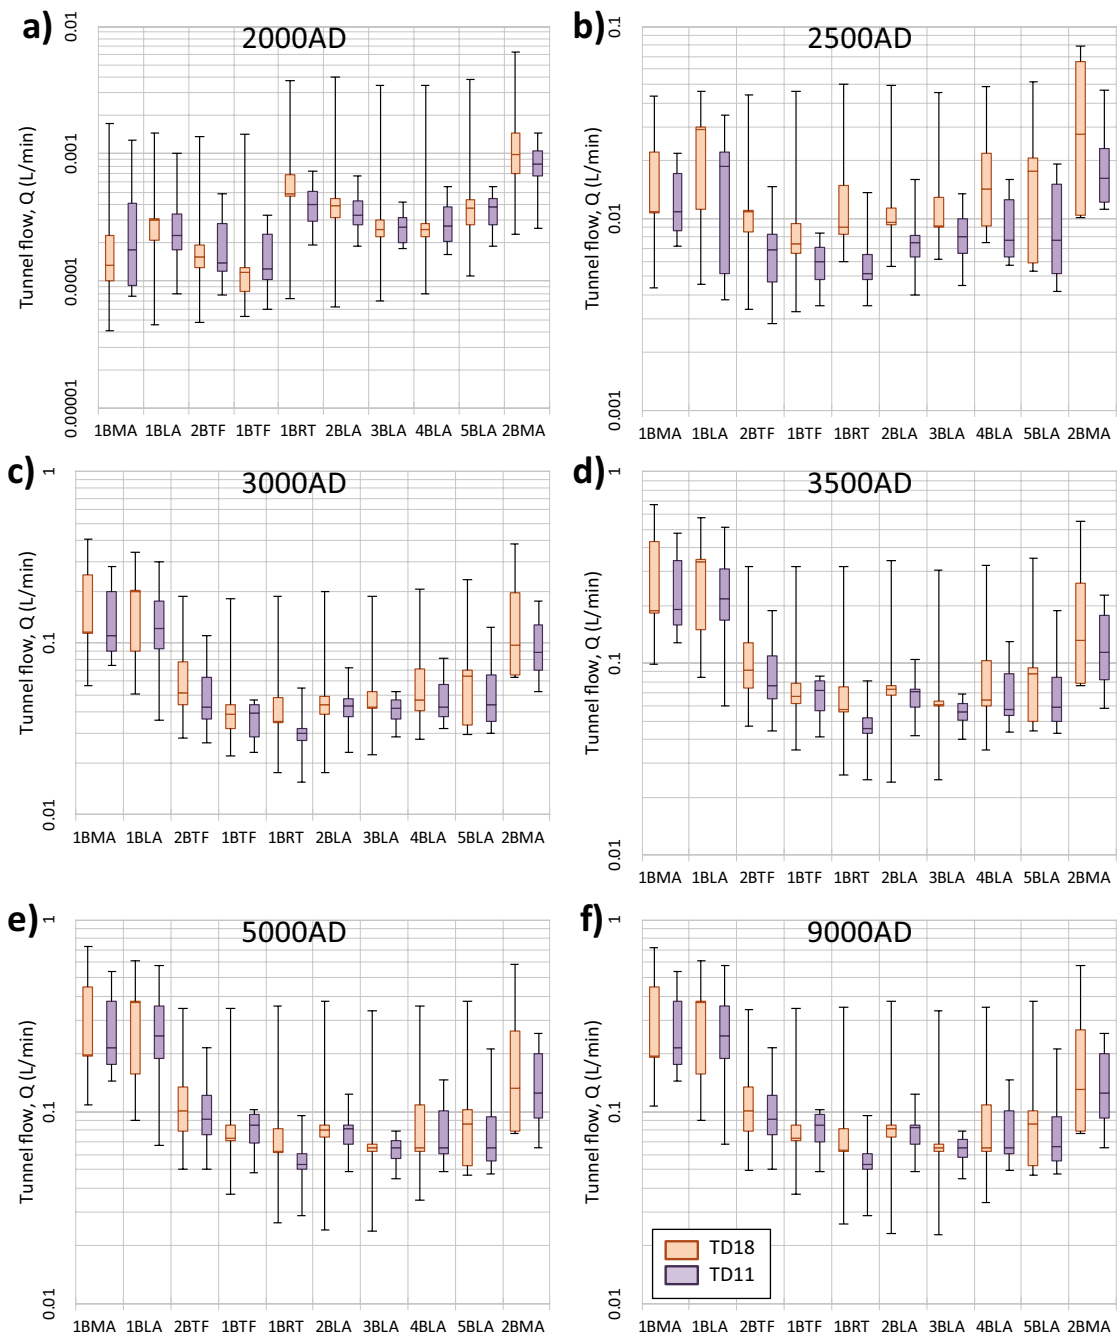 a)
2000AD
Tunnel flow, Q (L/min)
0.01
0.001
0.0001
0.00001
1BMA 1BLA 2BTF 1BTF 1BRT 2BLA 3BLA 4BLA 5BLA 2BMA
b)
2500AD
Tunnel flow, Q (L/min)
0.1
0.01
0.001
1BMA 1BLA 2BTF 1BTF 1BRT 2BLA 3BLA 4BLA 5BLA 2BMA
c)
3000AD
Tunnel flow, Q (L/min)
1
0.1
0.01
1BMA 1BLA 2BTF 1BTF 1BRT 2BLA 3BLA 4BLA 5BLA 2BMA
d)
3500AD
Tunnel flow, Q (L/min)
1
0.1
0.01
1BMA 1BLA 2BTF 1BTF 1BRT 2BLA 3BLA 4BLA 5BLA 2BMA
e)
5000AD
Tunnel flow, Q (L/min)
1
0.1
0.01
1BMA 1BLA 2BTF 1BTF 1BRT 2BLA 3BLA 4BLA 5BLA 2BMA
f)
9000AD
Tunnel flow, Q (L/min)
1
0.1
0.01
TD18
TD11
1BMA 1BLA 2BTF 1BTF 1BRT 2BLA 3BLA 4BLA 5BLA 2BMA